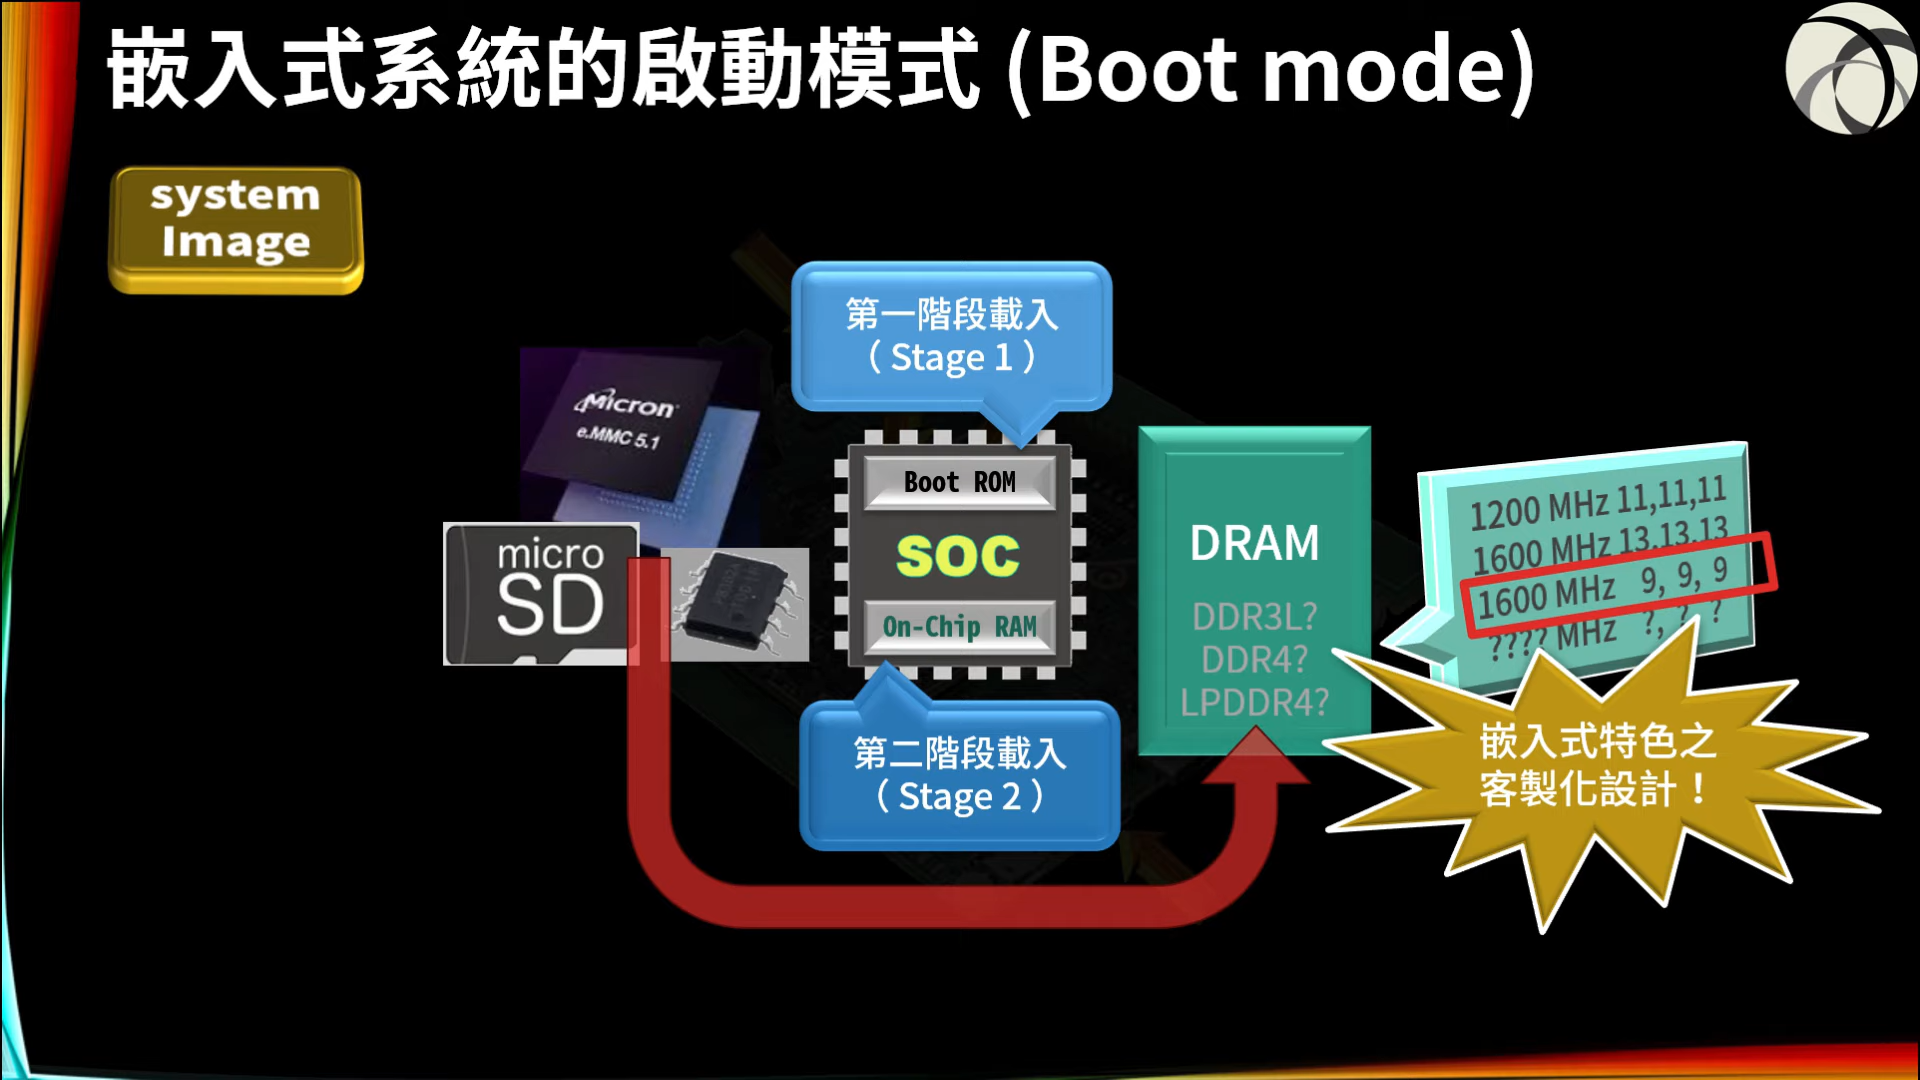 嵌入式系統的啟動模式 (Boot mode)
system
Image
第一階段載入
（ Stage 1 ）
Micron
e.MMC 5.1
micro
SD
Boot ROM
SOC
On-Chip RAM
第二階段載入
（ Stage 2 ）
DRAM
DDR3L?
DDR4?
LPDDR4?
1200 MHz 11,11,11
1600 MHz 13,13,13
1600 MHz 9, 9, 9
???? MHz ?, ?, ?
嵌入式特色之
客製化設計！